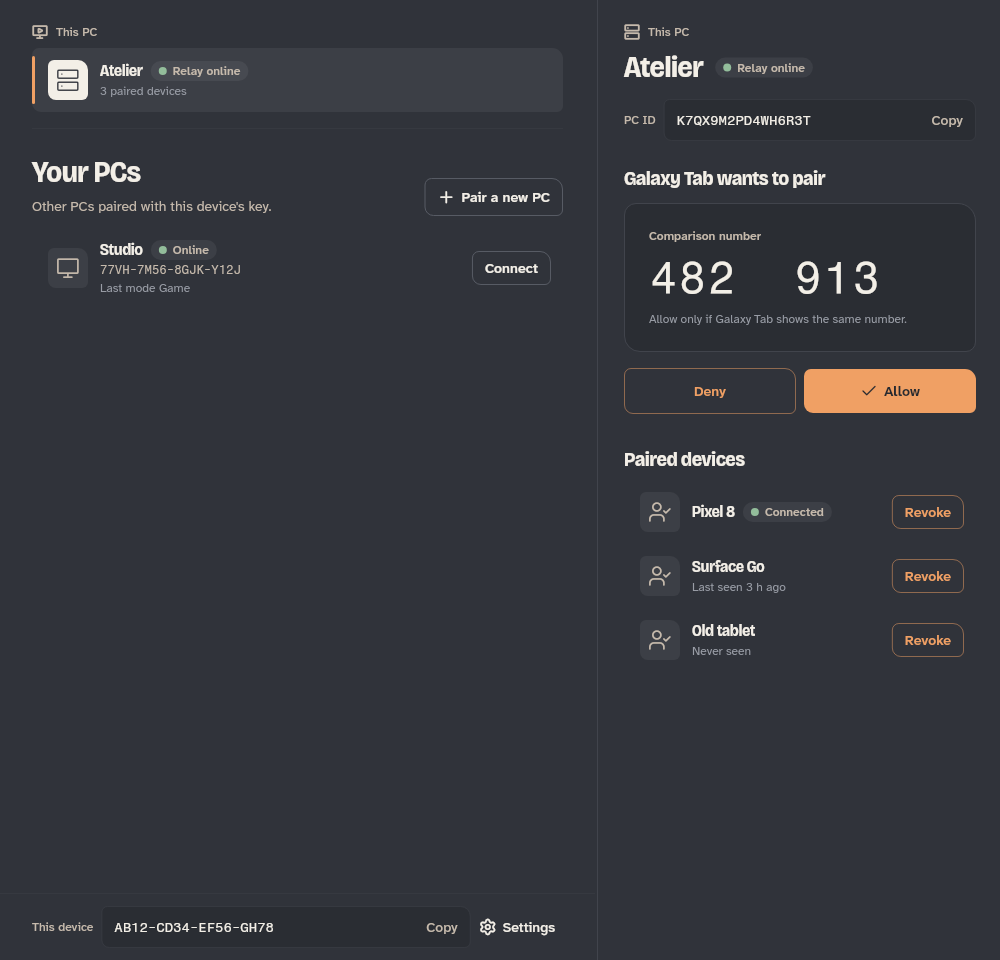 This PC
Atelier Relay online
3 paired devices
Your PCs
Other PCs paired with this device's key.
Pair a new PC
Studio Online
77VH-7M56-8GJK-Y12J
Last mode Game
Connect
This device AB12-CD34-EF56-GH78 Copy Settings
This PC
Atelier Relay online
PC ID K7QX9M2PD4WH6R3T Copy
Galaxy Tab wants to pair
Comparison number
482 913
Allow only if Galaxy Tab shows the same number.
Deny Allow
Paired devices
Pixel 8 Connected
Revoke
Surface Go
Last seen 3 h ago
Revoke
Old tablet
Never seen
Revoke